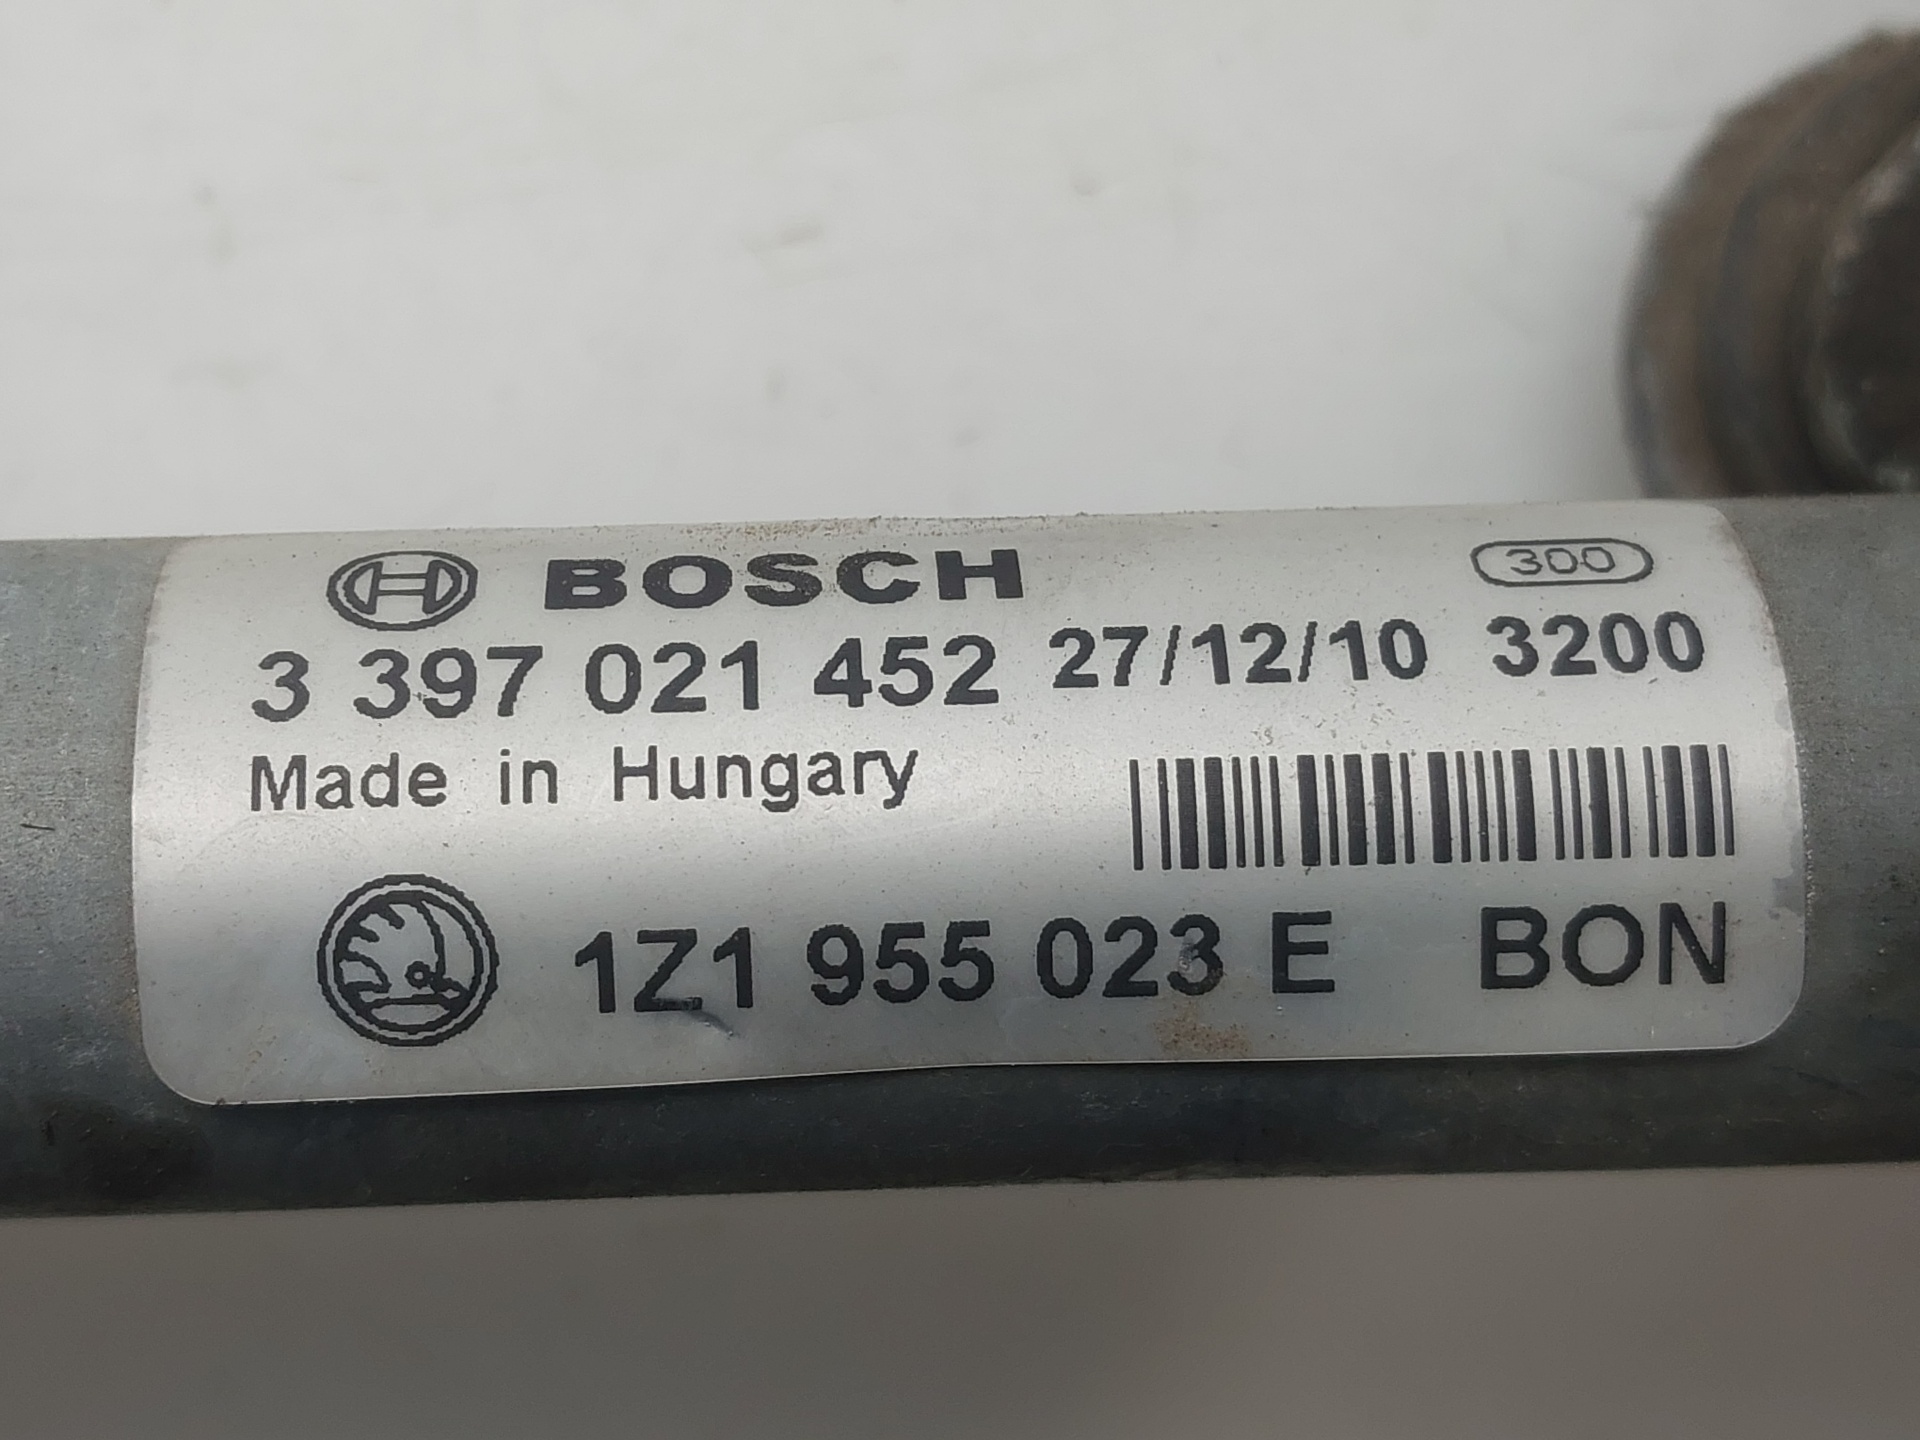 BOSCH
300
3 397 021 452 27/12/10 3200
Made in Hungary
1Z1 955 023 E BON